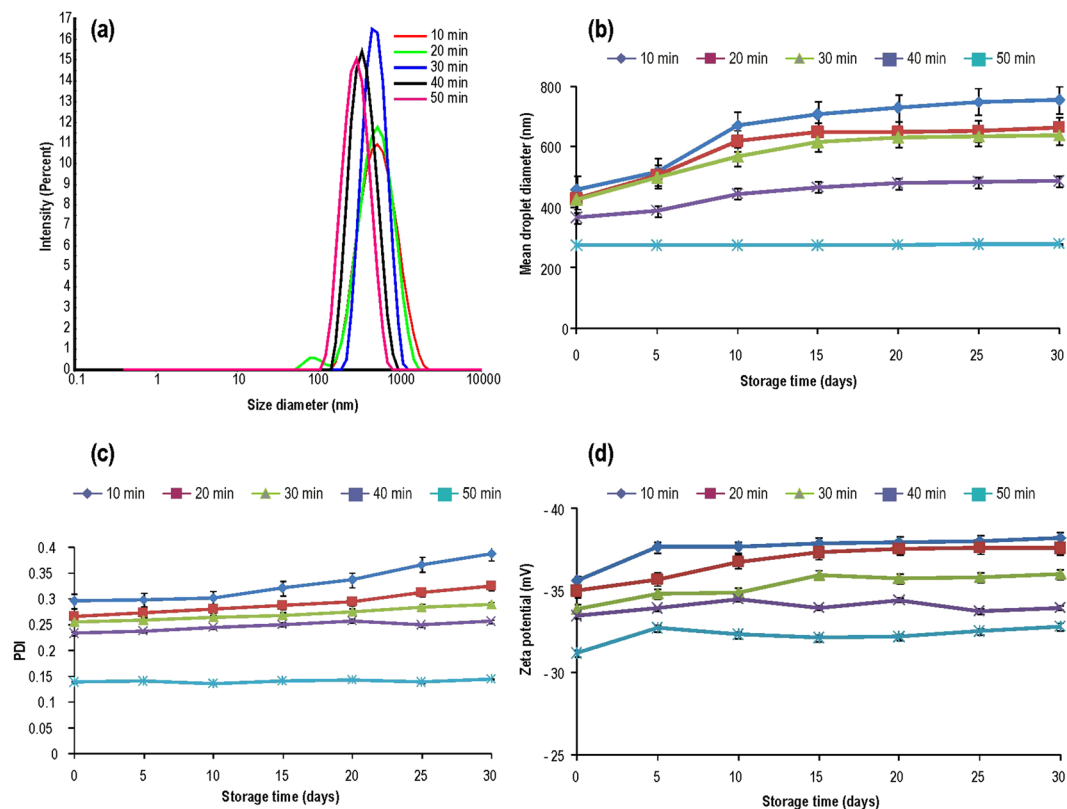 (a)
17
16
15
14
13
12
11
10
9
8
7
6
5
4
3
2
1
0
Intensity (Percent)
10 min
20 min
30 min
40 min
50 min
0.1 1 10 100 1000 10000
Size diameter (nm)
(b)
10 min 20 min 30 min 40 min 50 min
800
600
400
200
0
Mean droplet diameter (nm)
0 5 10 15 20 25 30
Storage time (days)
(c)
10 min 20 min 30 min 40 min 50 min
0.4
0.35
0.3
0.25
0.2
0.15
0.1
0.05
0
PDI
0 5 10 15 20 25 30
Storage time (days)
(d)
10 min 20 min 30 min 40 min 50 min
- 40
- 35
- 30
- 25
Zeta potential (mV)
0 5 10 15 20 25 30
Storage time (days)